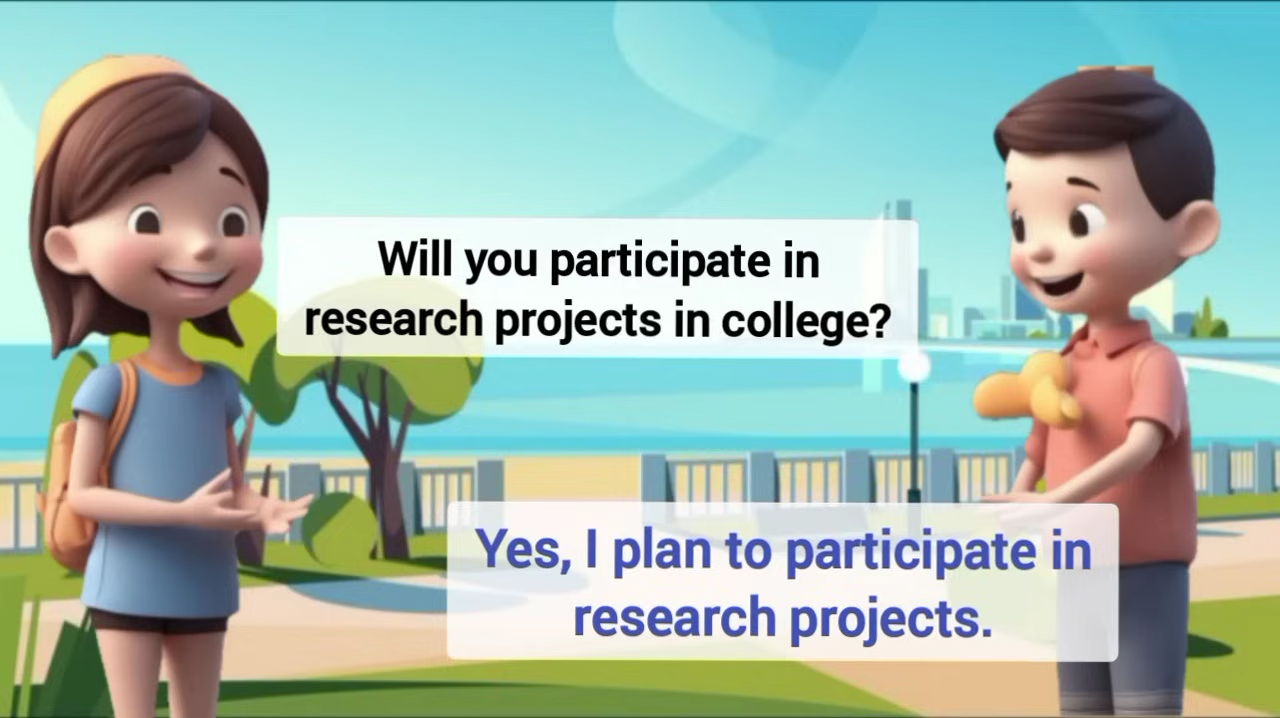 Will you participate in
research projects in college?
Yes, I plan to participate in
research projects.